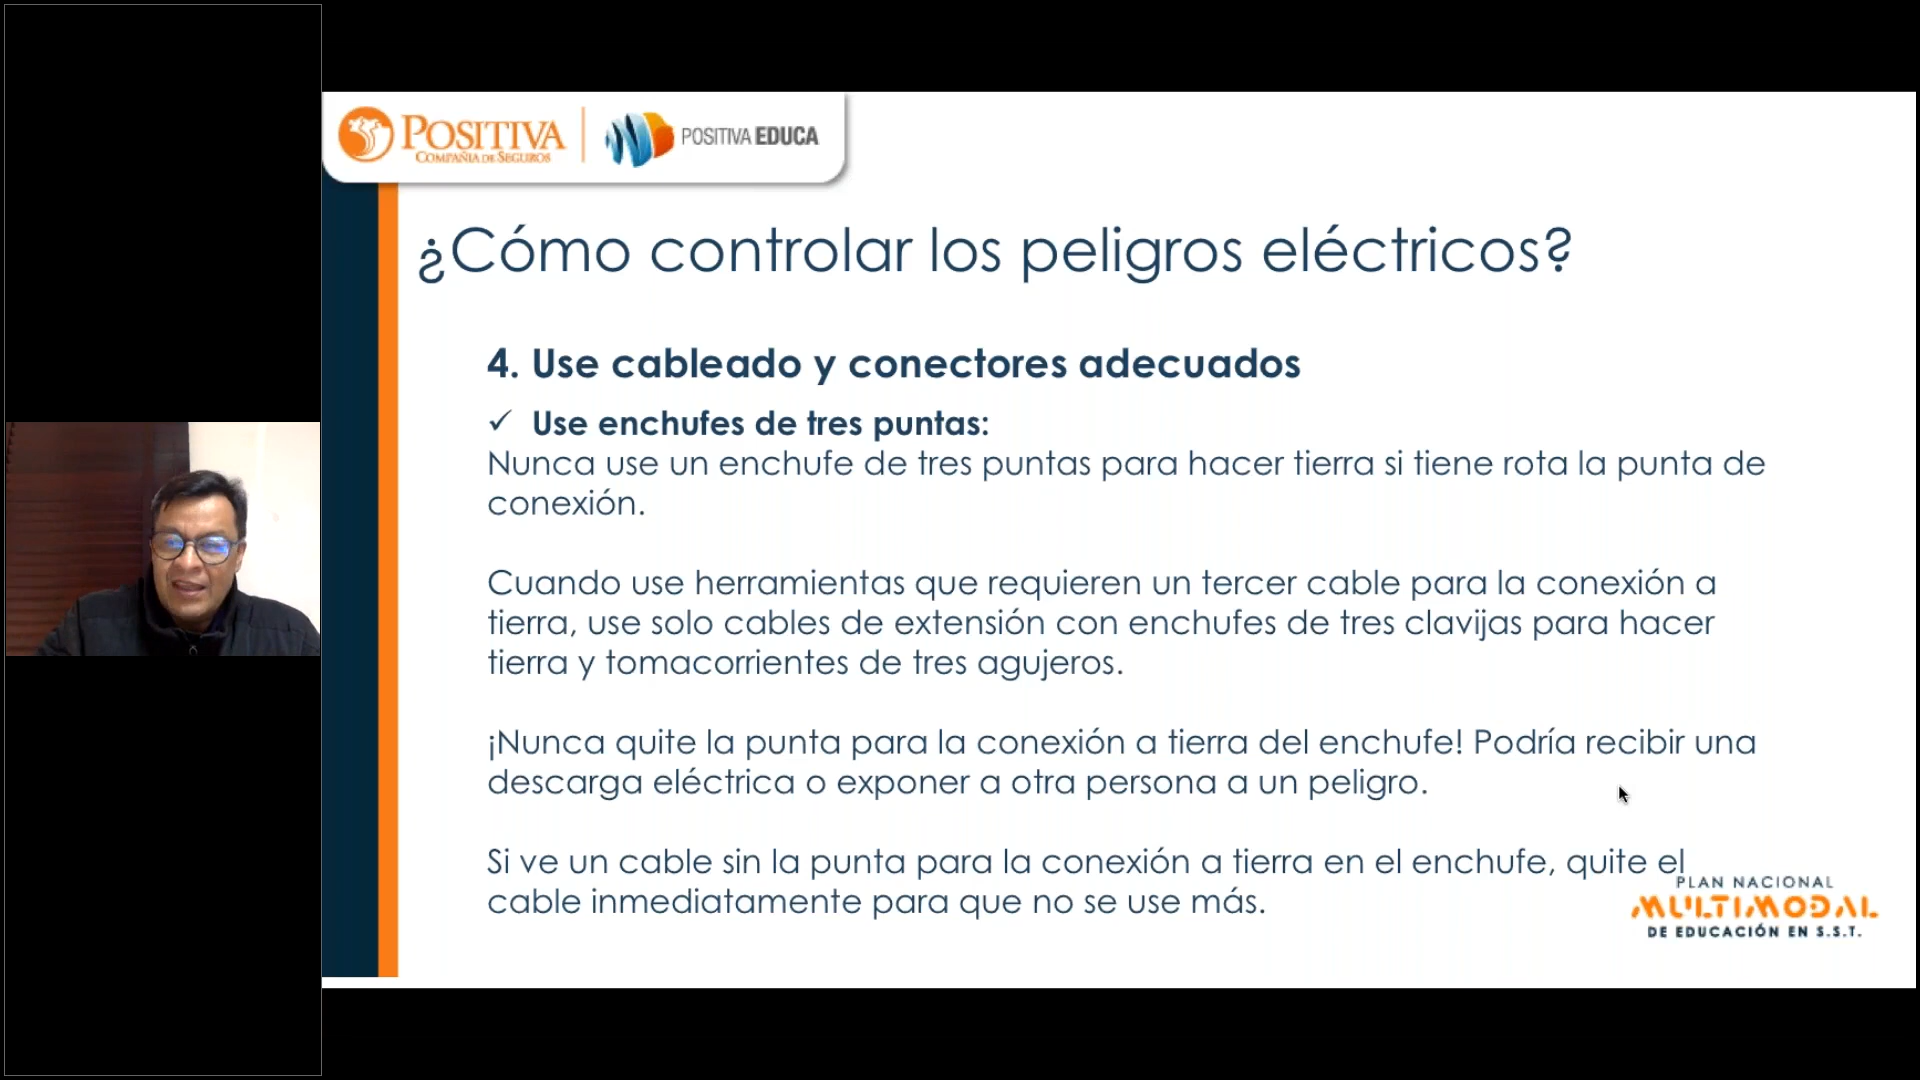 POSITIVA
COMPAÑIA DE SEGUROS
POSITIVA EDUCA
¿Cómo controlar los peligros eléctricos?
4. Use cableado y conectores adecuados
✓ Use enchufes de tres puntas:
Nunca use un enchufe de tres puntas para hacer tierra si tiene rota la punta de
conexión.
Cuando use herramientas que requieren un tercer cable para la conexión a
tierra, use solo cables de extensión con enchufes de tres clavijas para hacer
tierra y tomacorrientes de tres agujeros.
¡Nunca quite la punta para la conexión a tierra del enchufe! Podría recibir una
descarga eléctrica o exponer a otra persona a un peligro.
Si ve un cable sin la punta para la conexión a tierra en el enchufe, quite el
cable inmediatamente para que no se use más.
PLAN NACIONAL
MULTIMODAL
DE EDUCACIÓN EN S.S.T.